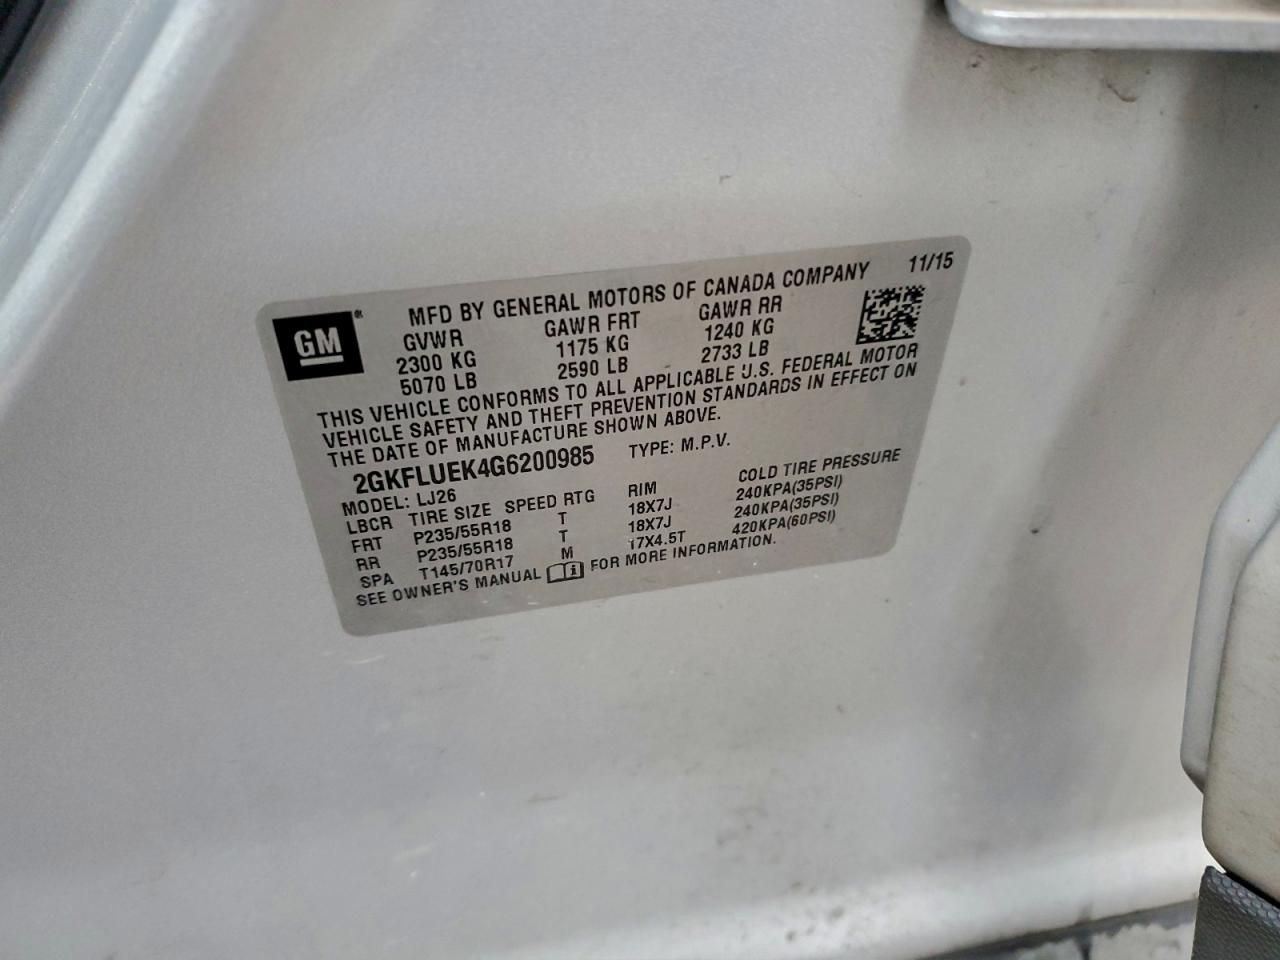 GM ®
MFD BY GENERAL MOTORS OF CANADA COMPANY 11/15
GVWR GAWR FRT GAWR RR
2300 KG 1175 KG 1240 KG
5070 LB 2590 LB 2733 LB
THIS VEHICLE CONFORMS TO ALL APPLICABLE U.S. FEDERAL MOTOR
VEHICLE SAFETY AND THEFT PREVENTION STANDARDS IN EFFECT ON
THE DATE OF MANUFACTURE SHOWN ABOVE.
2GKFLUEK4G6200985 TYPE: M.P.V.
MODEL: LJ26
LBCR TIRE SIZE SPEED RTG RIM COLD TIRE PRESSURE
FRT P235/55R18 T 18X7J 240KPA(35PSI)
RR P235/55R18 T 18X7J 240KPA(35PSI)
SPA T145/70R17 M 17X4.5T 420KPA(60PSI)
SEE OWNER'S MANUAL i FOR MORE INFORMATION.